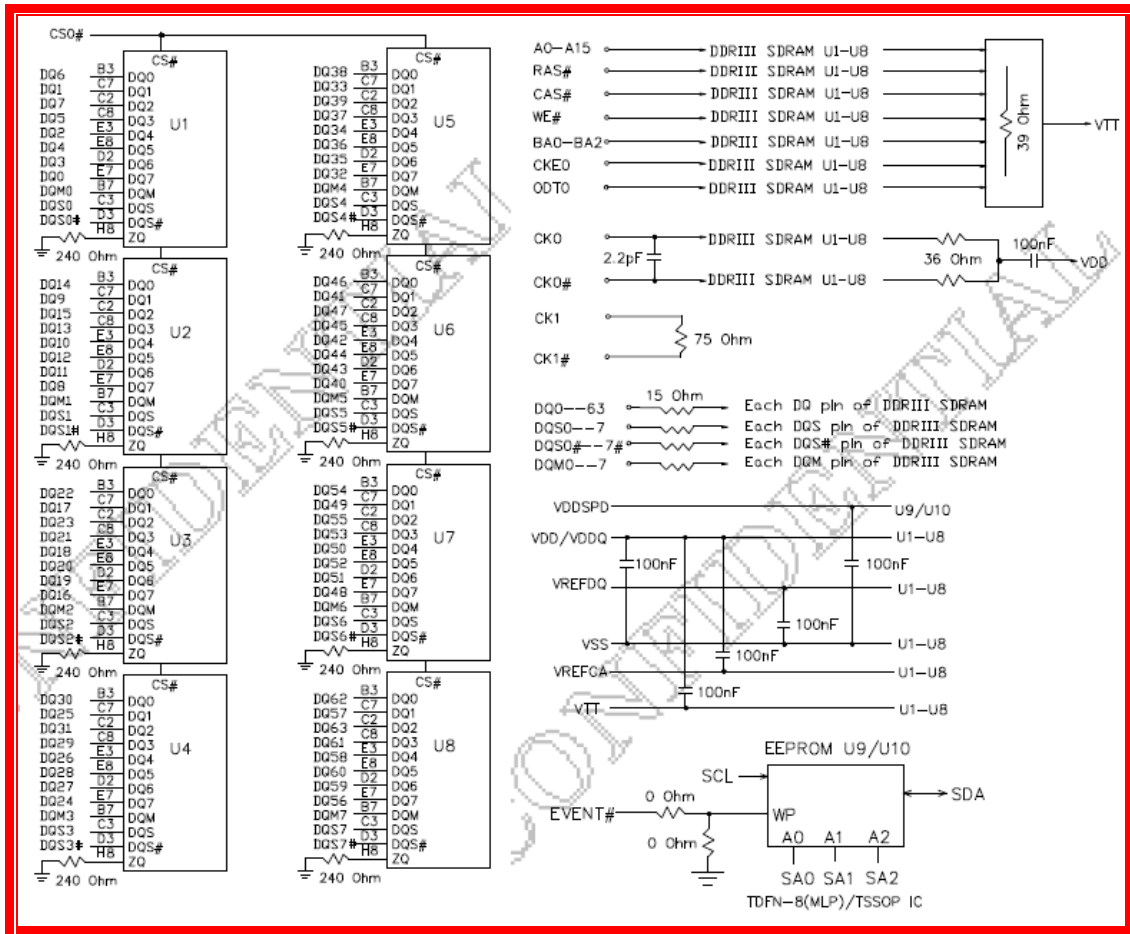 CS0#
CS#
DQ6 B3 DQ0
DQ1 C7 DQ1
DQ7 C2 DQ2
DQ5 C8 DQ3
DQ2 E3 DQ4
DQ4 E8 DQ5
DQ3 D2 DQ6
DQ0 E7 DQ7
DQM0 B7 DQM
DQS0 C3 DQS
DQS0# D3 DQS#
H8 ZQ
U1
240 Ohm
CS#
DQ14 B3 DQ0
DQ9 C7 DQ1
DQ15 C2 DQ2
DQ13 C8 DQ3
DQ10 E3 DQ4
DQ12 E8 DQ5
DQ11 D2 DQ6
DQ8 E7 DQ7
DQM1 B7 DQM
DQS1 C3 DQS
DQS1# D3 DQS#
H8 ZQ
U2
240 Ohm
CS#
DQ22 B3 DQ0
DQ17 C7 DQ1
DQ23 C2 DQ2
DQ21 C8 DQ3
DQ18 E3 DQ4
DQ20 E8 DQ5
DQ19 D2 DQ6
DQ16 E7 DQ7
DQM2 B7 DQM
DQS2 C3 DQS
DQS2# D3 DQS#
H8 ZQ
U3
240 Ohm
CS#
DQ30 B3 DQ0
DQ25 C7 DQ1
DQ31 C2 DQ2
DQ29 C8 DQ3
DQ26 E3 DQ4
DQ28 E8 DQ5
DQ27 D2 DQ6
DQ24 E7 DQ7
DQM3 B7 DQM
DQS3 C3 DQS
DQS3# D3 DQS#
H8 ZQ
U4
240 Ohm
CS#
DQ38 B3 DQ0
DQ33 C7 DQ1
DQ39 C2 DQ2
DQ37 C8 DQ3
DQ34 E3 DQ4
DQ36 E8 DQ5
DQ35 D2 DQ6
DQ32 E7 DQ7
DQM4 B7 DQM
DQS4 C3 DQS
DQS4# D3 DQS#
H8 ZQ
U5
240 Ohm
CS#
DQ46 B3 DQ0
DQ41 C7 DQ1
DQ47 C2 DQ2
DQ45 C8 DQ3
DQ42 E3 DQ4
DQ44 E8 DQ5
DQ43 D2 DQ6
DQ40 E7 DQ7
DQM5 B7 DQM
DQS5 C3 DQS
DQS5# D3 DQS#
H8 ZQ
U6
240 Ohm
CS#
DQ54 B3 DQ0
DQ49 C7 DQ1
DQ55 C2 DQ2
DQ53 C8 DQ3
DQ50 E3 DQ4
DQ52 E8 DQ5
DQ51 D2 DQ6
DQ48 E7 DQ7
DQM6 B7 DQM
DQS6 C3 DQS
DQS6# D3 DQS#
H8 ZQ
U7
240 Ohm
CS#
DQ62 B3 DQ0
DQ57 C7 DQ1
DQ63 C2 DQ2
DQ61 C8 DQ3
DQ58 E3 DQ4
DQ60 E8 DQ5
DQ59 D2 DQ6
DQ56 E7 DQ7
DQM7 B7 DQM
DQS7 C3 DQS
DQS7# D3 DQS#
H8 ZQ
U8
240 Ohm
A0-A15 DDRIII SDRAM U1-U8
RAS# DDRIII SDRAM U1-U8
CAS# DDRIII SDRAM U1-U8
WE# DDRIII SDRAM U1-U8
BA0-BA2 DDRIII SDRAM U1-U8
CKE0 DDRIII SDRAM U1-U8
ODT0 DDRIII SDRAM U1-U8
39 Ohm
VTT
CK0 DDRIII SDRAM U1-U8
2.2pF 36 Ohm 100nF VDD
CK0# DDRIII SDRAM U1-U8
CK1
75 Ohm
CK1#
DQ0--63 15 Ohm Each DQ pin of DDRIII SDRAM
DQS0--7 Each DQS pin of DDRIII SDRAM
DQS0#--7# Each DQS# pin of DDRIII SDRAM
DQM0--7 Each DQM pin of DDRIII SDRAM
VDDSPD U9/U10
VDD/VDDQ U1-U8
100nF 100nF
VREFDQ U1-U8
100nF
VSS U1-U8
100nF
VREFCA U1-U8
100nF
VTT U1-U8
EEPROM U9/U10
SCL SDA
EVENT# 0 Ohm WP
0 Ohm
A0 A1 A2
SA0 SA1 SA2
TDFN-8(MLP)/TSSOP IC
CONFIDENTIAL